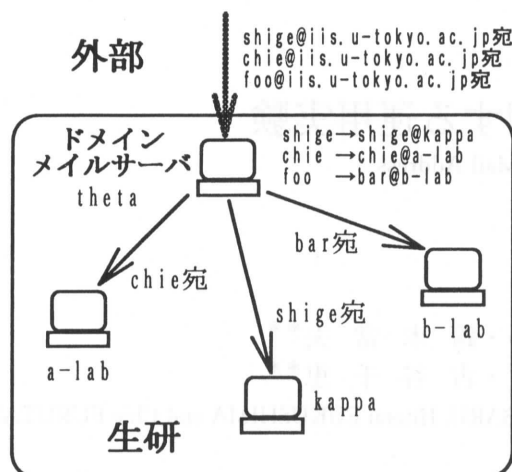 外部
shige@iis.u-tokyo.ac.jp宛
chie@iis.u-tokyo.ac.jp宛
foo@iis.u-tokyo.ac.jp宛
ドメイン
メイルサーバ
theta
shige→shige@kappa
chie →chie@a-lab
foo →bar@b-lab
bar宛
chie宛
shige宛
b-lab
a-lab
kappa
生研